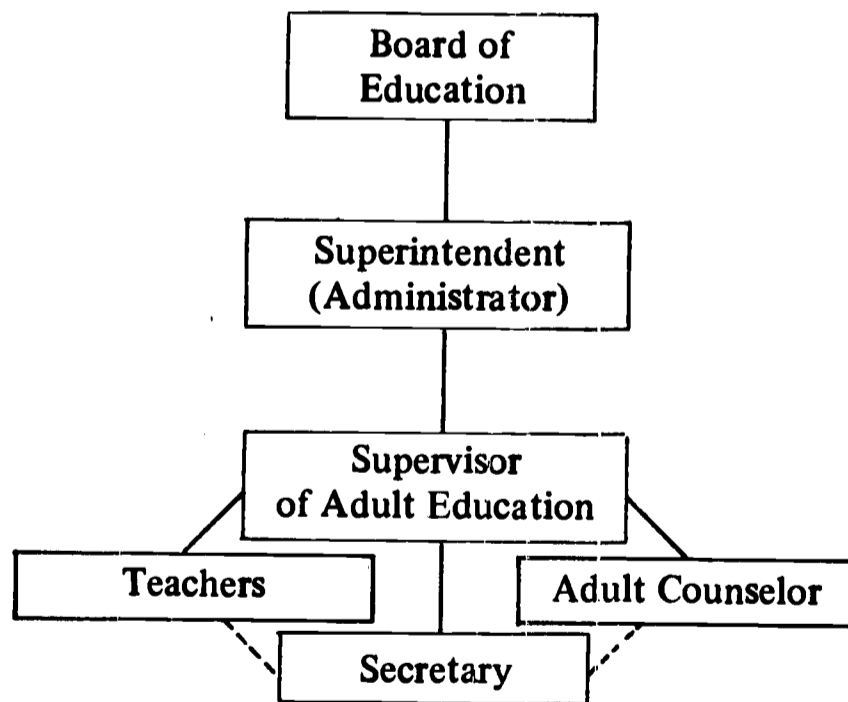 Board of
Education
Superintendent
(Administrator)
Supervisor
of Adult Education
Teachers
Adult Counselor
Secretary